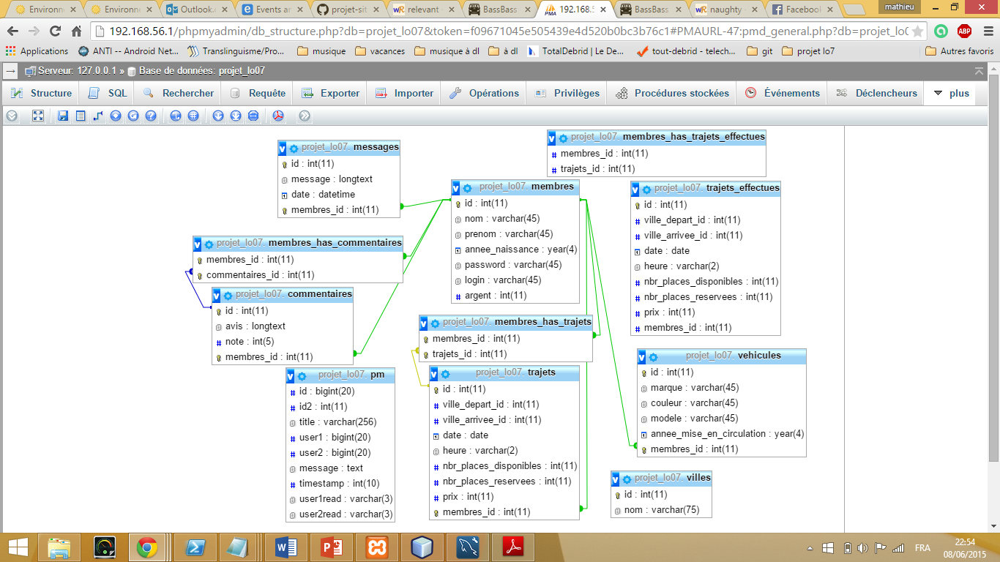 Environne
Environne
Outlook.c
Events an
projet-sit
relevant -
BassBass
192.168.5
BassBass
naughty -
Facebook
mathieu
192.168.56.1/phpmyadmin/db_structure.php?db=projet_lo07&token=f09671045e505439e4d520b0bc3b76c1#PMAURL-47:pmd_general.php?db=projet_lo0
ABP
Applications
ANTI -- Android Net...
Translinguisme/Pro...
musique
vacances
musique à dl
à dl
TotalDebrid | Le De...
tout-debrid - telech...
git
projet lo7
Autres favoris
Serveur: 127.0.0.1 » Base de données: projet_lo07
Structure
SQL
Rechercher
Requête
Exporter
Importer
Opérations
Privilèges
Procédures stockées
Événements
Déclencheurs
plus
projet_lo07. messages
id : int(11)
message : longtext
date : datetime
membres_id : int(11)
projet_lo07. membres_has_trajets_effectues
membres_id : int(11)
trajets_id : int(11)
projet_lo07. membres
id : int(11)
nom : varchar(45)
prenom : varchar(45)
annee_naissance : year(4)
password : varchar(45)
login : varchar(45)
argent : int(11)
projet_lo07. trajets_effectues
id : int(11)
ville_depart_id : int(11)
ville_arrivee_id : int(11)
date : date
heure : varchar(2)
nbr_places_disponibles : int(11)
nbr_places_reservees : int(11)
prix : int(11)
membres_id : int(11)
projet_lo07. membres_has_commentaires
membres_id : int(11)
commentaires_id : int(11)
projet_lo07. commentaires
id : int(11)
avis : longtext
note : int(5)
membres_id : int(11)
projet_lo07. membres_has_trajets
membres_id : int(11)
trajets_id : int(11)
projet_lo07. vehicules
id : int(11)
marque : varchar(45)
couleur : varchar(45)
modele : varchar(45)
annee_mise_en_circulation : year(4)
membres_id : int(11)
projet_lo07. pm
id : bigint(20)
id2 : int(11)
title : varchar(256)
user1 : bigint(20)
user2 : bigint(20)
message : text
timestamp : int(10)
user1read : varchar(3)
user2read : varchar(3)
projet_lo07. trajets
id : int(11)
ville_depart_id : int(11)
ville_arrivee_id : int(11)
date : date
heure : varchar(2)
nbr_places_disponibles : int(11)
nbr_places_reservees : int(11)
prix : int(11)
membres_id : int(11)
projet_lo07. villes
id : int(11)
nom : varchar(75)
FRA
22:54
08/06/2015